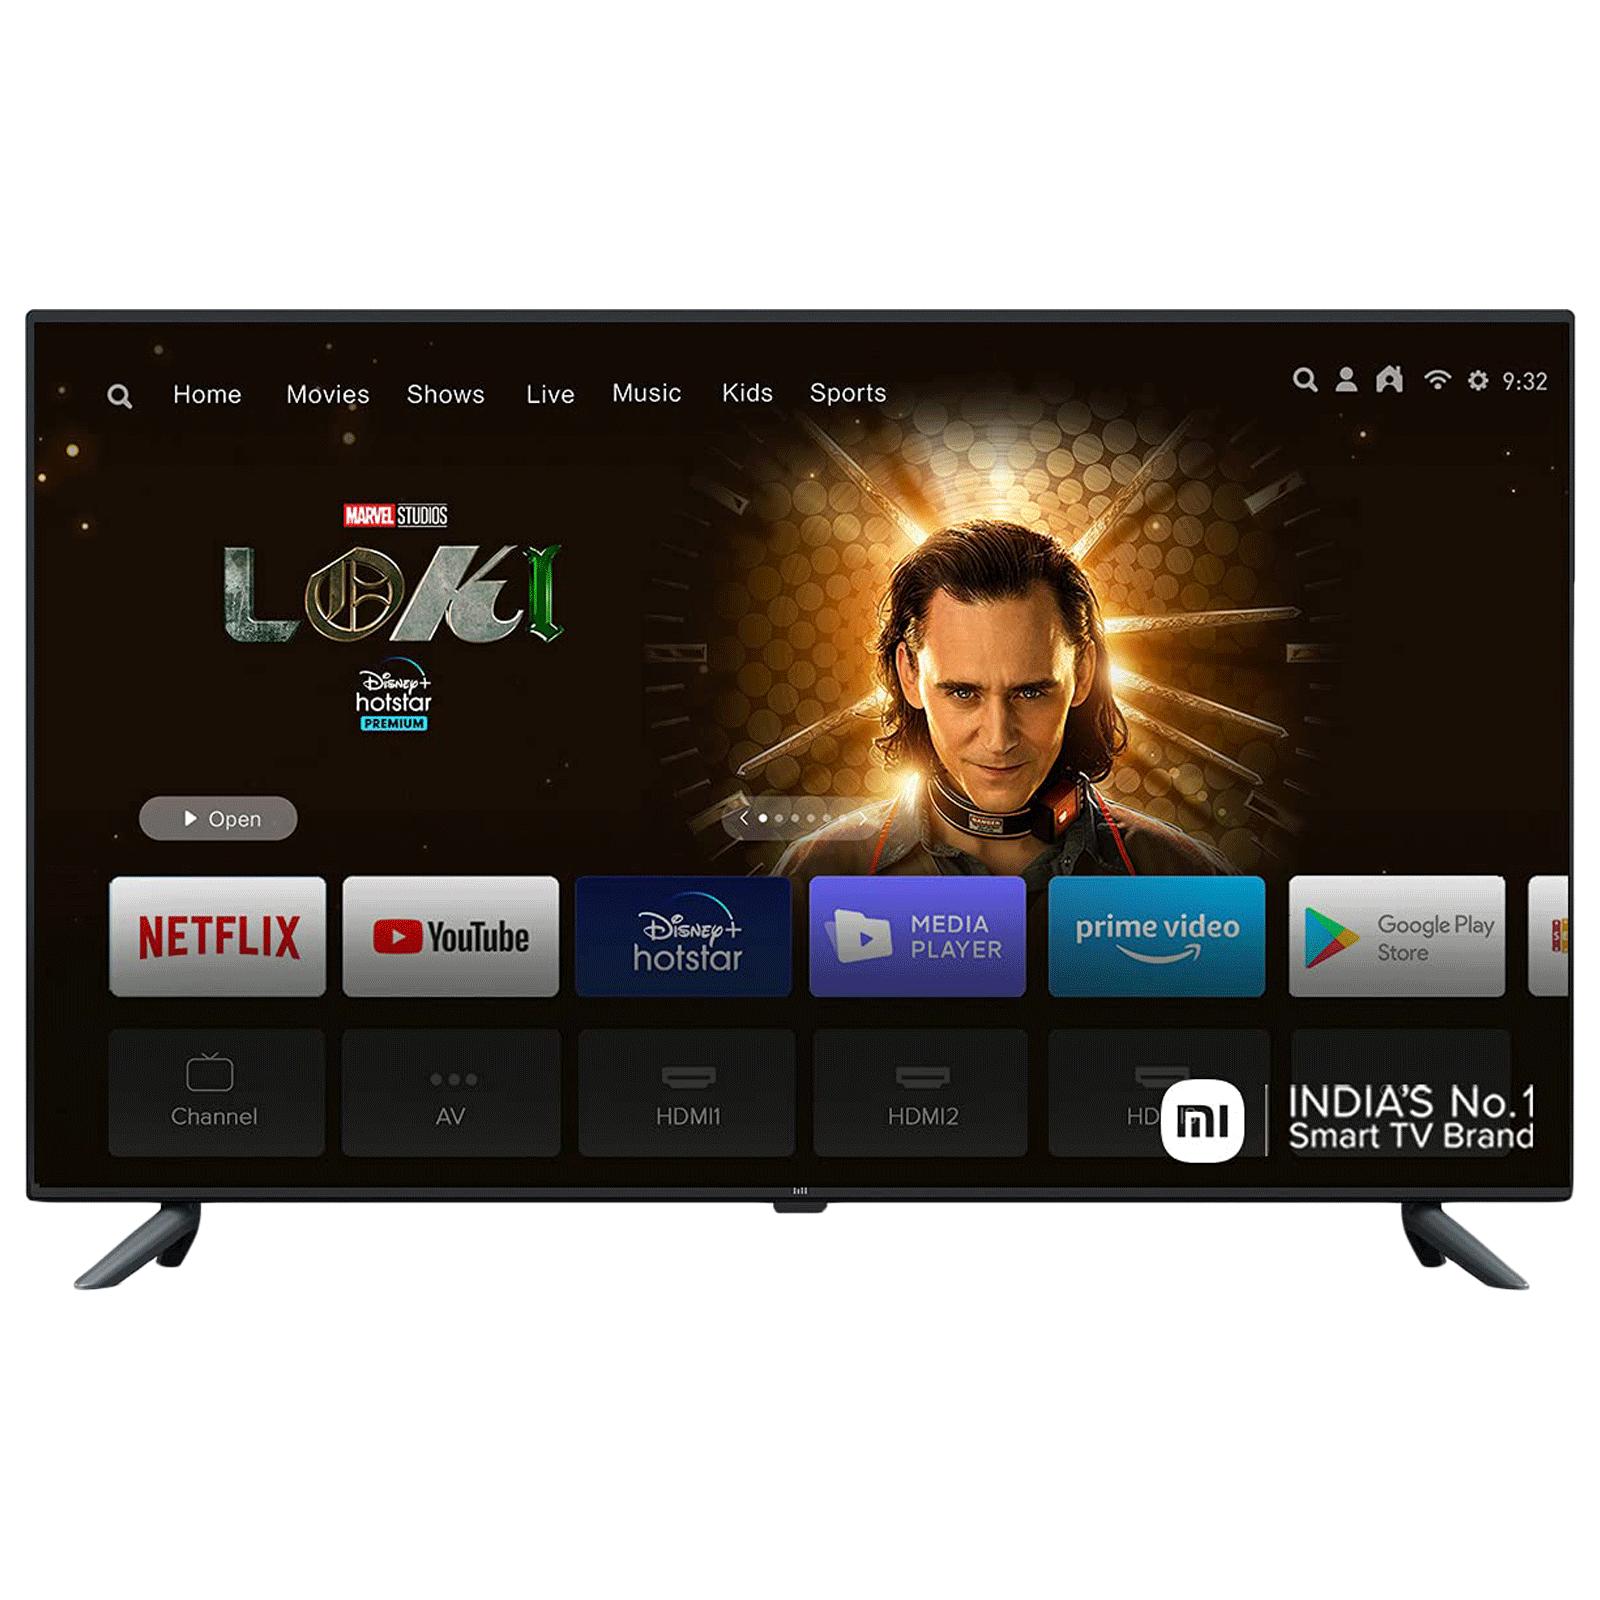 Home Movies Shows Live Music Kids Sports
9:32
MARVEL STUDIOS
LOKI
Disney+
hotstar
PREMIUM
Open
DANGER
NETFLIX
YouTube
Disney+
hotstar
MEDIA
PLAYER
prime video
Google Play
Store
Channel
AV
HDMI1
HDMI2
mi
INDIA'S No.1
Smart TV Brand